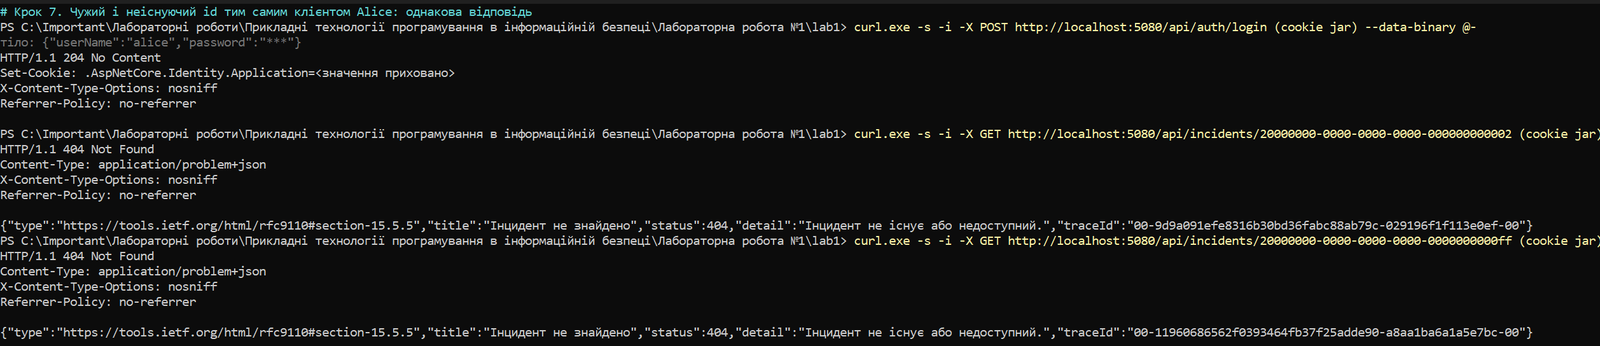 # Крок 7. Чужий і неіснуючий id тим самим клієнтом Alice: однакова відповідь
PS C:\Important\Лабораторні роботи\Прикладні технології програмування в інформаційній безпеці\Лабораторна робота №1\lab1> curl.exe -s -i -X POST http://localhost:5080/api/auth/login (cookie jar) --data-binary @-
тіло: {"userName":"alice","password":"***"}
HTTP/1.1 204 No Content
Set-Cookie: .AspNetCore.Identity.Application=<значення приховано>
X-Content-Type-Options: nosniff
Referrer-Policy: no-referrer
PS C:\Important\Лабораторні роботи\Прикладні технології програмування в інформаційній безпеці\Лабораторна робота №1\lab1> curl.exe -s -i -X GET http://localhost:5080/api/incidents/20000000-0000-0000-0000-000000000002 (cookie jar)
HTTP/1.1 404 Not Found
Content-Type: application/problem+json
X-Content-Type-Options: nosniff
Referrer-Policy: no-referrer
{"type":"https://tools.ietf.org/html/rfc9110#section-15.5.5","title":"Інцидент не знайдено","status":404,"detail":"Інцидент не існує або недоступний.","traceId":"00-9d9a091efe8316b30bd36fabc88ab79c-029196f1f113e0ef-00"}
PS C:\Important\Лабораторні роботи\Прикладні технології програмування в інформаційній безпеці\Лабораторна робота №1\lab1> curl.exe -s -i -X GET http://localhost:5080/api/incidents/20000000-0000-0000-0000-0000000000ff (cookie jar)
HTTP/1.1 404 Not Found
Content-Type: application/problem+json
X-Content-Type-Options: nosniff
Referrer-Policy: no-referrer
{"type":"https://tools.ietf.org/html/rfc9110#section-15.5.5","title":"Інцидент не знайдено","status":404,"detail":"Інцидент не існує або недоступний.","traceId":"00-11960686562f0393464fb37f25adde90-a8aa1ba6a1a5e7bc-00"}